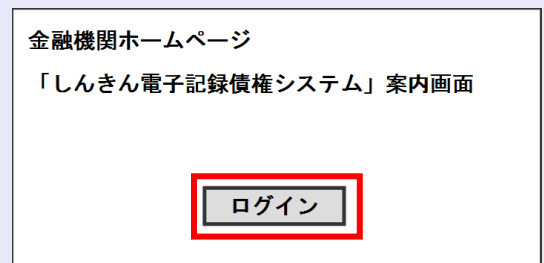 金融機関ホームページ
「しんきん電子記録債権システム」案内画面
ログイン